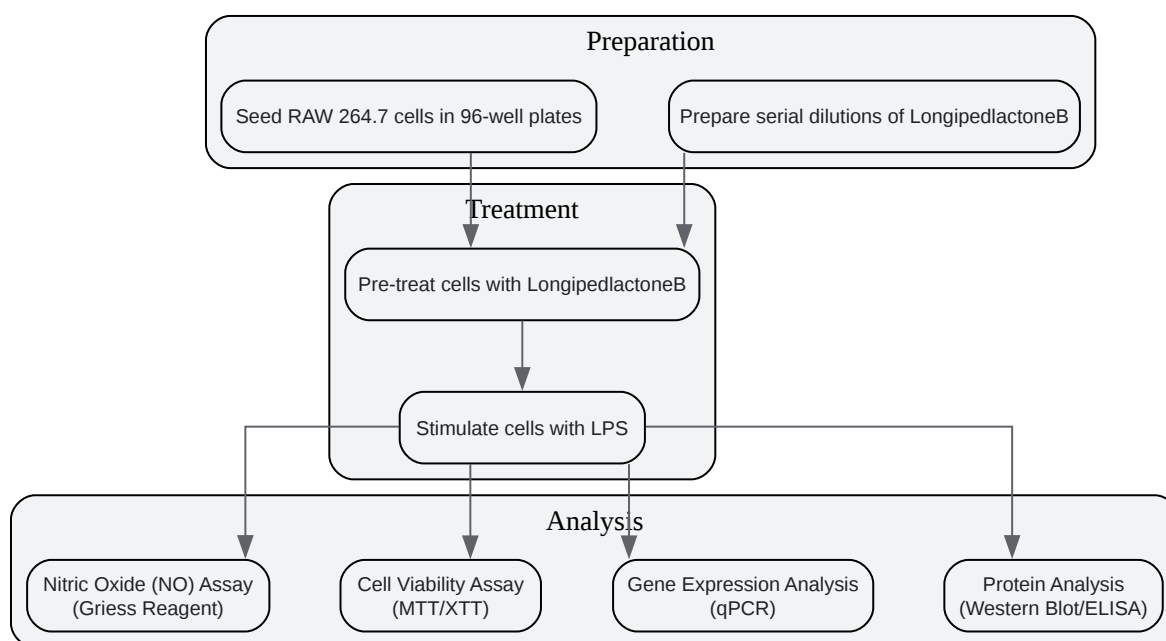 Preparation
Seed RAW 264.7 cells in 96-well plates
Prepare serial dilutions of LongipedlactoneB
Treatment
Pre-treat cells with LongipedlactoneB
Stimulate cells with LPS
Analysis
Nitric Oxide (NO) Assay
(Griess Reagent)
Cell Viability Assay
(MTT/XTT)
Gene Expression Analysis
(qPCR)
Protein Analysis
(Western Blot/ELISA)